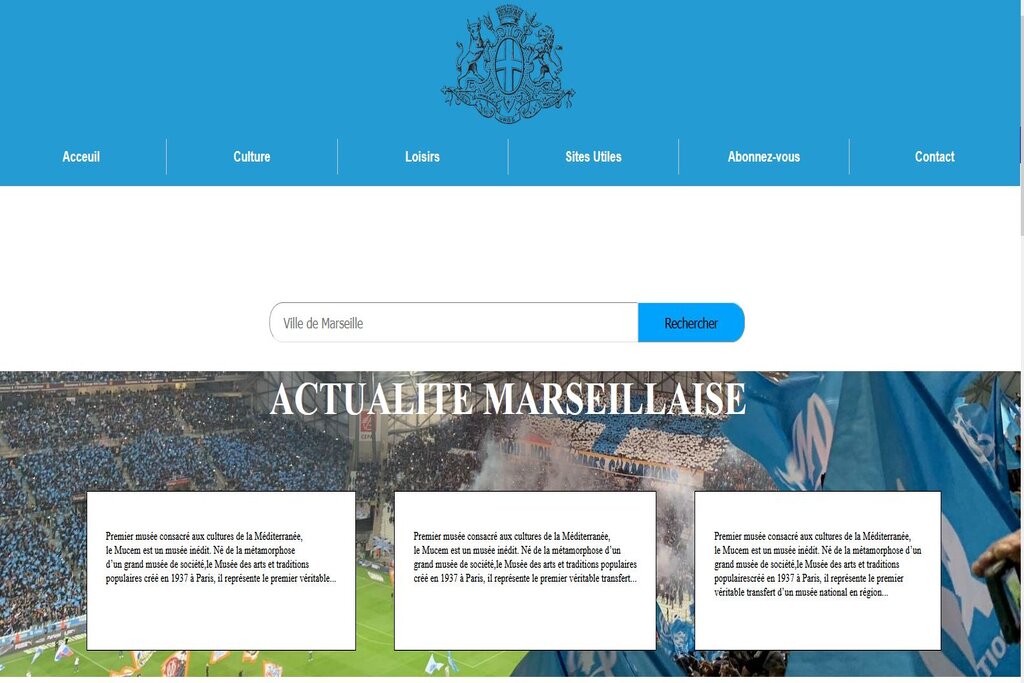 Acceuil
Culture
Loisirs
Sites Utiles
Abonnez-vous
Contact
Ville de Marseille
Rechercher
ACTUALITE MARSEILLAISE
Premier musée consacré aux cultures de la Méditerranée,
le Mucem est un musée inédit. Né de la métamorphose
d’un grand musée de société,le Musée des arts et traditions
populaires créé en 1937 à Paris, il représente le premier véritable...
Premier musée consacré aux cultures de la Méditerranée,
le Mucem est un musée inédit. Né de la métamorphose d’un
grand musée de société,le Musée des arts et traditions populaires
créé en 1937 à Paris, il représente le premier véritable transfert...
Premier musée consacré aux cultures de la Méditerranée,
le Mucem est un musée inédit. Né de la métamorphose d’un
grand musée de société,le Musée des arts et traditions
populairescréé en 1937 à Paris, il représente le premier
véritable transfert d’un musée national en région...